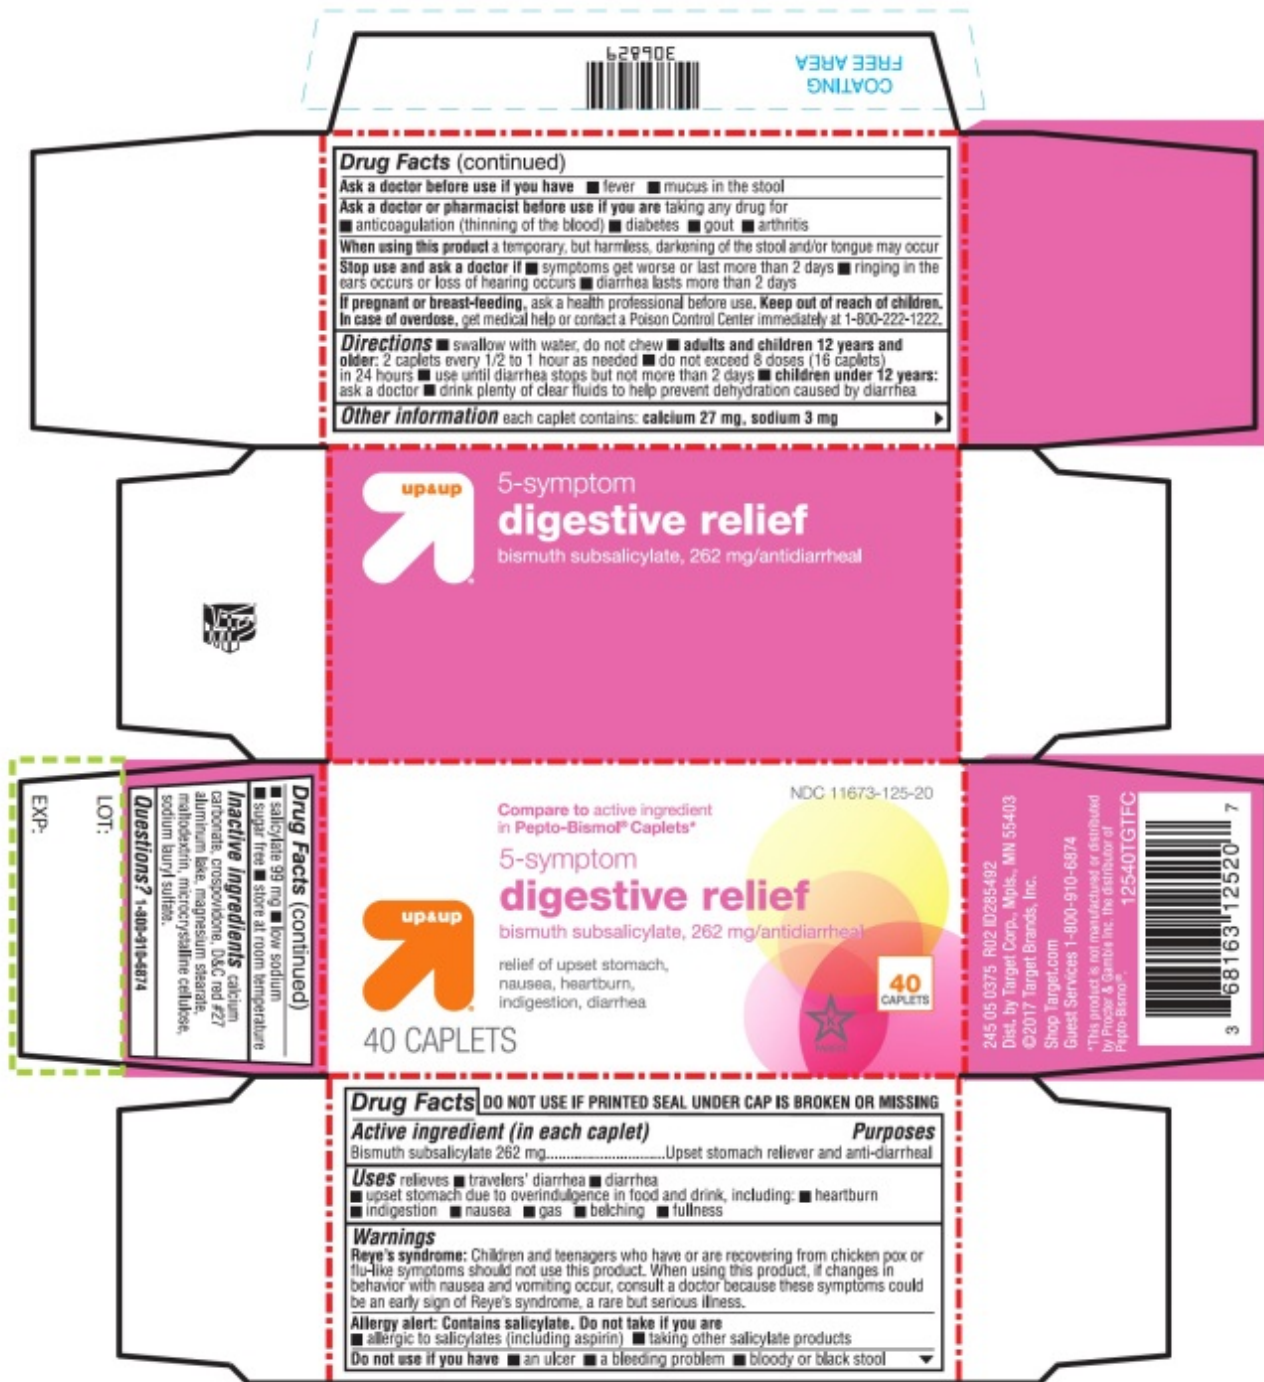 306829
COATING
FREE AREA
Drug Facts (continued)
Ask a doctor before use if you have ■ fever ■ mucus in the stool
Ask a doctor or pharmacist before use if you are taking any drug for
■ anticoagulation (thinning of the blood) ■ diabetes ■ gout ■ arthritis
When using this product a temporary, but harmless, darkening of the stool and/or tongue may occur
Stop use and ask a doctor if ■ symptoms get worse or last more than 2 days ■ ringing in the
ears occurs or loss of hearing occurs ■ diarrhea lasts more than 2 days
If pregnant or breast-feeding, ask a health professional before use. Keep out of reach of children.
In case of overdose, get medical help or contact a Poison Control Center immediately at 1-800-222-1222.
Directions ■ swallow with water, do not chew ■ adults and children 12 years and
older: 2 caplets every 1/2 to 1 hour as needed ■ do not exceed 8 doses (16 caplets)
in 24 hours ■ use until diarrhea stops but not more than 2 days ■ children under 12 years:
ask a doctor ■ drink plenty of clear fluids to help prevent dehydration caused by diarrhea
Other information each caplet contains: calcium 27 mg, sodium 3 mg
up&up
5-symptom
digestive relief
bismuth subsalicylate, 262 mg/antidiarrheal
LOT:
EXP:
Drug Facts (continued)
■ salicylate 99 mg ■ low sodium
■ sugar free ■ store at room temperature
Inactive ingredients calcium
carbonate, crospovidone, D&C red #27
aluminum lake, magnesium stearate,
maltodextrin, microcrystalline cellulose,
sodium lauryl sulfate.
Questions? 1-800-910-6874
NDC 11673-125-20
Compare to active ingredient
in Pepto-Bismol® Caplets*
5-symptom
digestive relief
bismuth subsalicylate, 262 mg/antidiarrheal
up&up
relief of upset stomach,
nausea, heartburn,
indigestion, diarrhea
40
CAPLETS
K
40 CAPLETS
245 05 0375 R02 ID285492
Dist. by Target Corp., Mpls., MN 55403
©2017 Target Brands, Inc.
Shop Target.com
Guest Services 1-800-910-6874
*This product is not manufactured or distributed
by Procter & Gamble Inc. the distributor of
Pepto-Bismol®.
12540TGTFC
3 68163 12520 7
Drug Facts DO NOT USE IF PRINTED SEAL UNDER CAP IS BROKEN OR MISSING
Active ingredient (in each caplet) Purposes
Bismuth subsalicylate 262 mg.............................Upset stomach reliever and anti-diarrheal
Uses relieves ■ travelers' diarrhea ■ diarrhea
■ upset stomach due to overindulgence in food and drink, including: ■ heartburn
■ indigestion ■ nausea ■ gas ■ belching ■ fullness
Warnings
Reye's syndrome: Children and teenagers who have or are recovering from chicken pox or
flu-like symptoms should not use this product. When using this product, if changes in
behavior with nausea and vomiting occur, consult a doctor because these symptoms could
be an early sign of Reye's syndrome, a rare but serious illness.
Allergy alert: Contains salicylate. Do not take if you are
■ allergic to salicylates (including aspirin) ■ taking other salicylate products
Do not use if you have ■ an ulcer ■ a bleeding problem ■ bloody or black stool